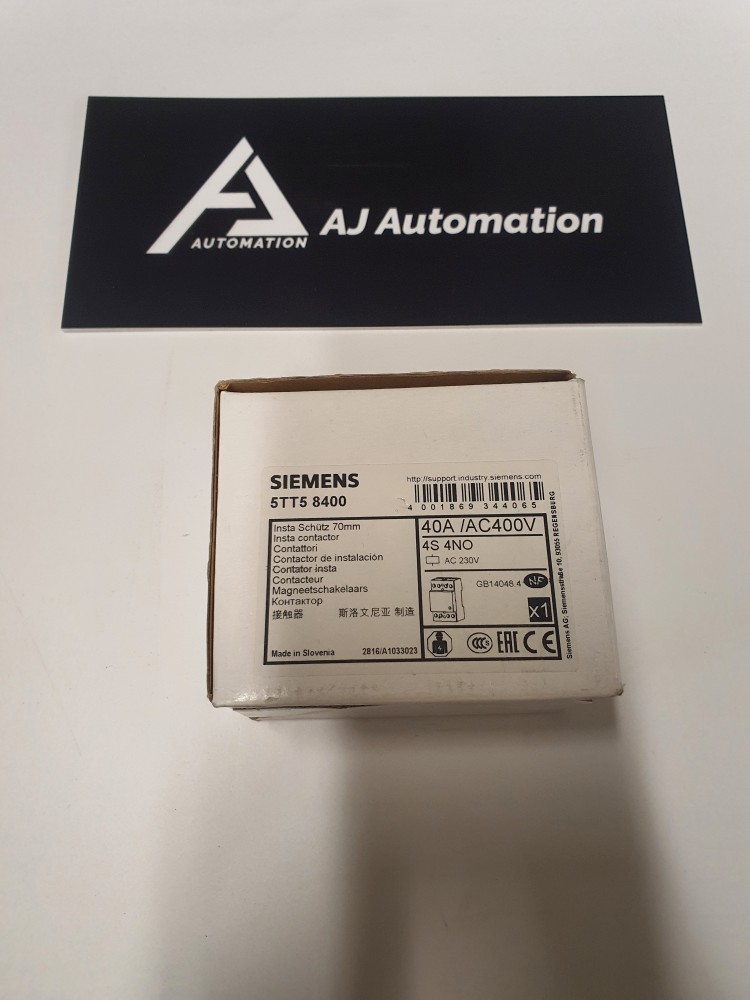 AUTOMATION
AJ Automation
SIEMENS
5TT5 8400
http://support.industry.siemens.com
4 001869 344065
Insta Schütz 70mm
Insta contactor
Contattori
Contactor de instalación
Contator insta
Contacteur
Magneetschakelaars
Контактор
接触器 斯洛文尼亚 制造
Made in Slovenia 2816/A1033023
40A /AC400V
4S 4NO
AC 230V
GB14048.4 NF
x1
CCC S EAC CE
Siemens AG; Siemensstraße 10; 93055 REGENSBURG